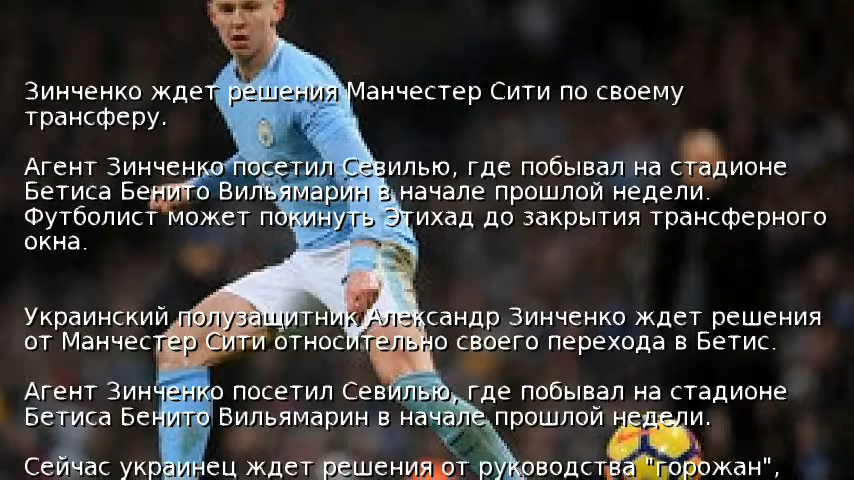 Зинченко ждет решения Манчестер Сити по своему
трансферу.
Агент Зинченко посетил Севилью, где побывал на стадионе
Бетиса Бенито Вильямарин в начале прошлой недели.
Футболист может покинуть Этихад до закрытия трансферного
окна.
Украинский полузащитник Александр Зинченко ждет решения
от Манчестер Сити относительно своего перехода в Бетис.
Агент Зинченко посетил Севилью, где побывал на стадионе
Бетиса Бенито Вильямарин в начале прошлой недели.
Сейчас украинец ждет решения от руководства "горожан",